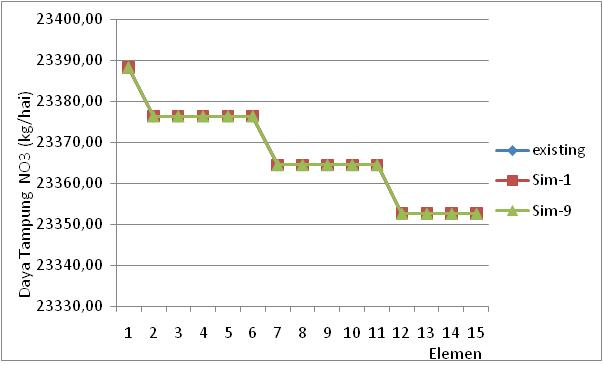 23400,00
23390,00
23380,00
23370,00
23360,00
23350,00
23340,00
23330,00
Daya Tampung NO3 (kg/hai)
1 2 3 4 5 6 7 8 9 10 11 12 13 14 15
Elemen
existing
Sim-1
Sim-9